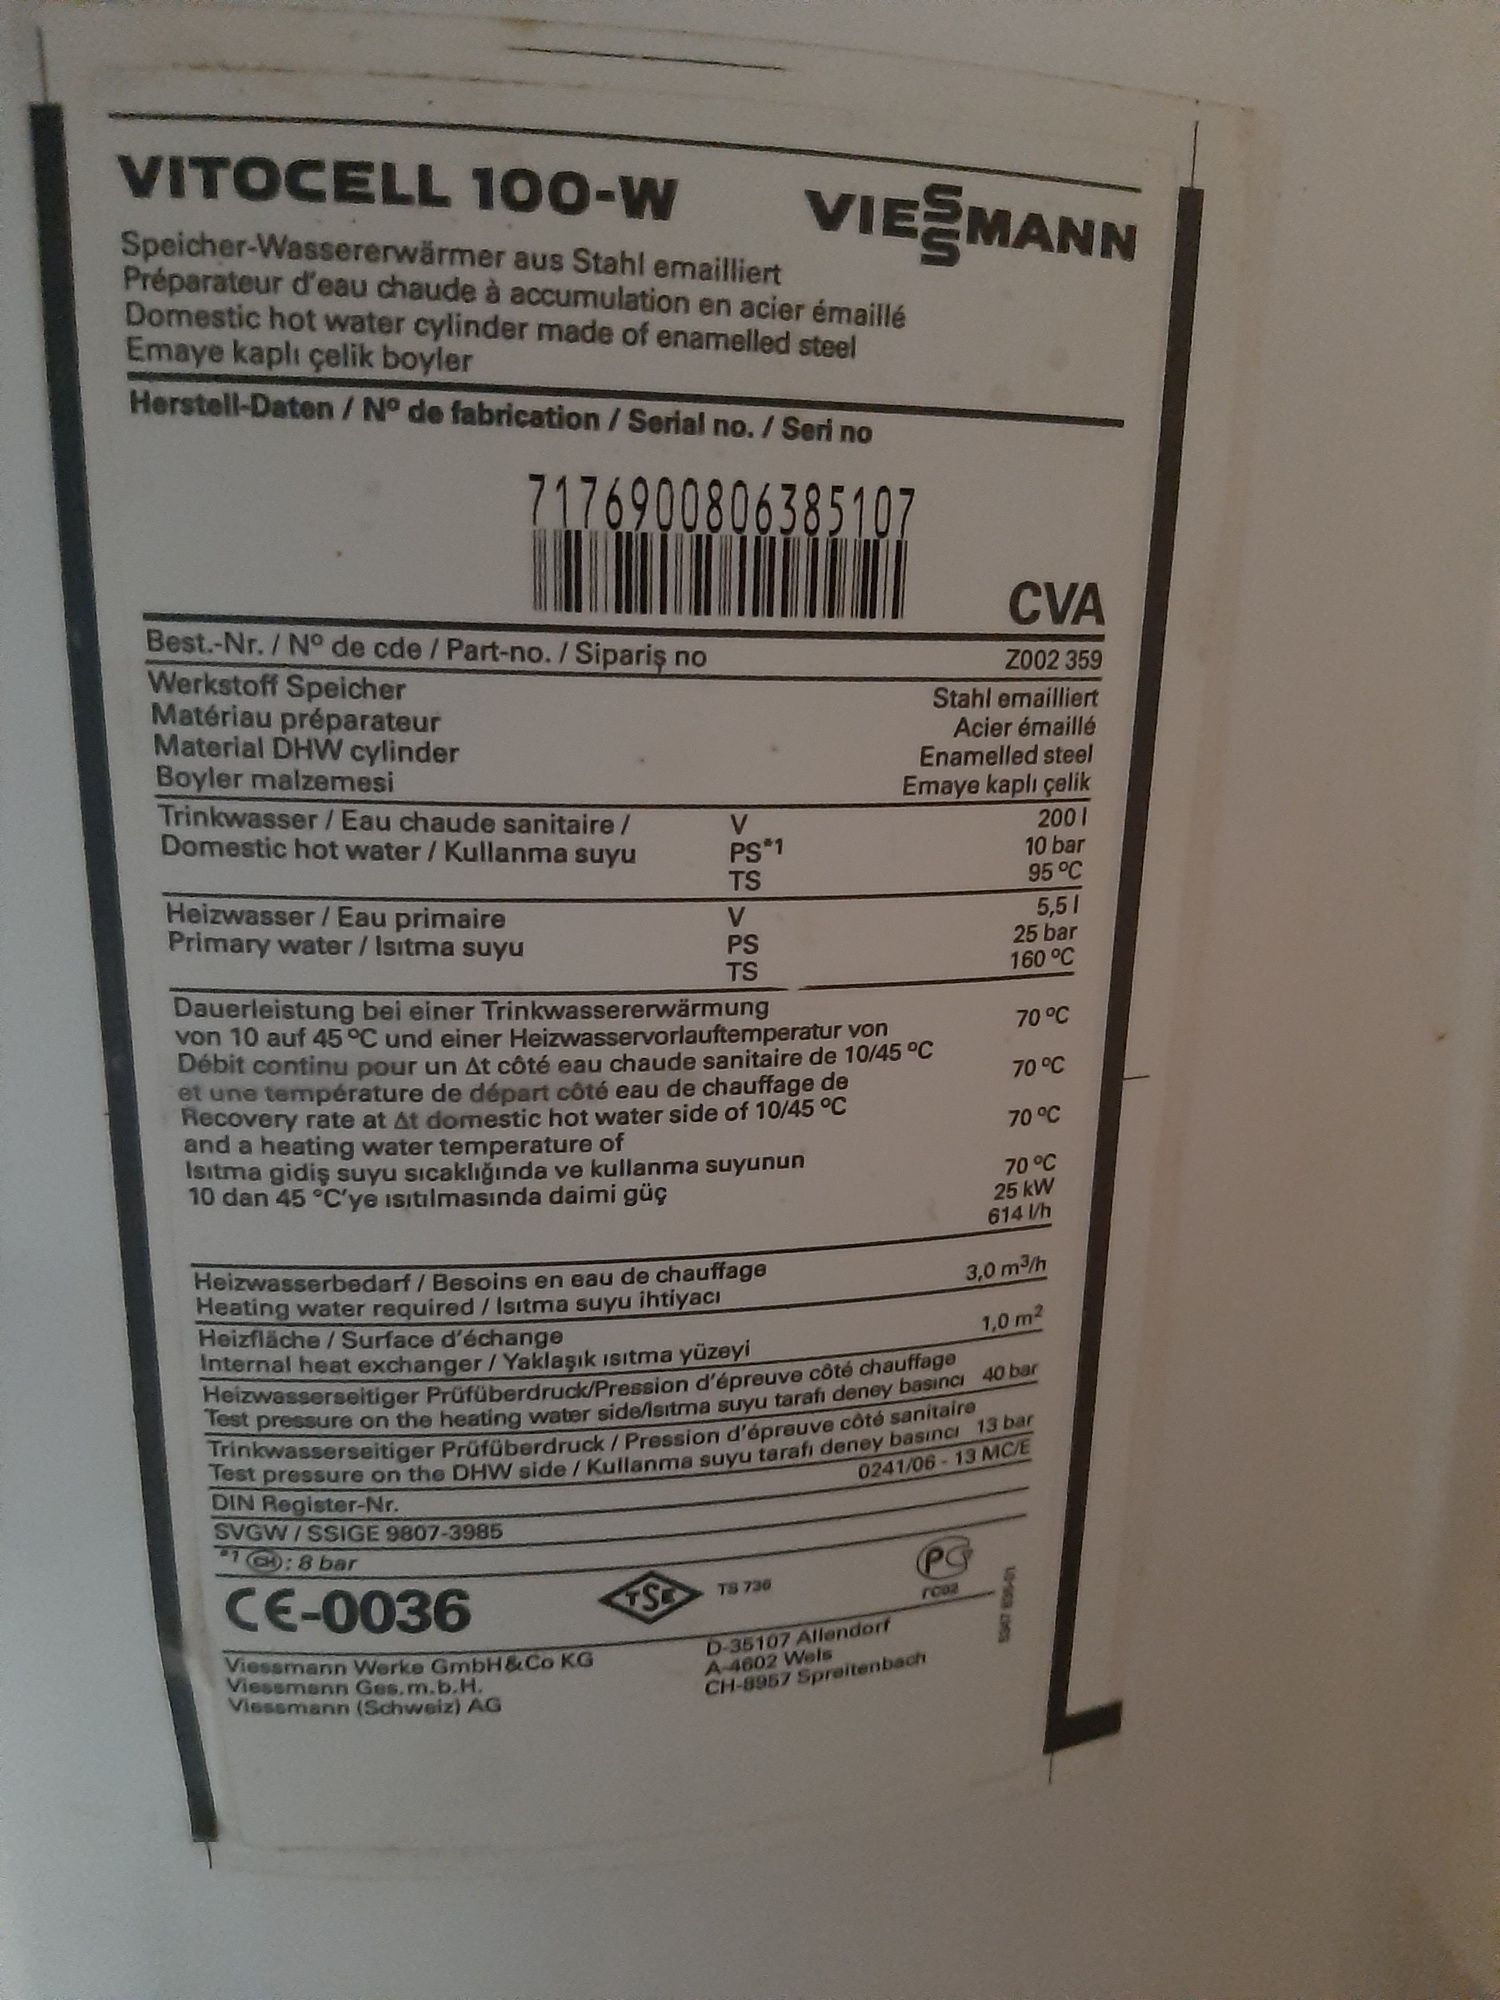 VITOCELL 100-W VIESSMANN
Speicher-Wassererwärmer aus Stahl emailliert
Préparateur d'eau chaude à accumulation en acier émaillé
Domestic hot water cylinder made of enamelled steel
Emaye kaplı çelik boyler
Herstell-Daten / Nº de fabrication / Serial no. / Seri no
7176900806385107
CVA
Best.-Nr. / Nº de cde / Part-no. / Sipariş no Z002 359
Werkstoff Speicher Stahl emailliert
Matériau préparateur Acier émaillé
Material DHW cylinder Enamelled steel
Boyler malzemesi Emaye kaplı çelik
Trinkwasser / Eau chaude sanitaire / V 200 l
Domestic hot water / Kullanma suyu PS*1 10 bar
TS 95 ºC
Heizwasser / Eau primaire V 5,5 l
Primary water / Isıtma suyu PS 25 bar
TS 160 ºC
Dauerleistung bei einer Trinkwassererwärmung
von 10 auf 45 ºC und einer Heizwasservorlauftemperatur von 70 ºC
Débit continu pour un Δt côté eau chaude sanitaire de 10/45 ºC
et une température de départ côté eau de chauffage de 70 ºC
Recovery rate at Δt domestic hot water side of 10/45 ºC
and a heating water temperature of 70 ºC
Isıtma gidiş suyu sıcaklığında ve kullanma suyunun 70 ºC
10 dan 45 °C'ye ısıtılmasında daimi güç 25 kW
614 l/h
Heizwasserbedarf / Besoins en eau de chauffage 3,0 m³/h
Heating water required / Isıtma suyu ihtiyacı
Heizfläche / Surface d'échange 1,0 m²
Internal heat exchanger / Yaklaşık ısıtma yüzeyi
Heizwasserseitiger Prüfüberdruck/Pression d'épreuve côté chauffage
Test pressure on the heating water side/Isıtma suyu tarafı deney basıncı 40 bar
Trinkwasserseitiger Prüfüberdruck / Pression d'épreuve côté sanitaire
Test pressure on the DHW side / Kullanma suyu tarafı deney basıncı 13 bar
DIN Register-Nr. 0241/06 - 13 MC/E
SVGW / SSIGE 9807-3985
*1 CH : 8 bar
CE-0036 TSE TS 736
Viessmann Werke GmbH&Co KG D-35107 Allendorf
Viessmann Ges.m.b.H. A-4602 Wels
Viessmann (Schweiz) AG CH-8957 Spreitenbach